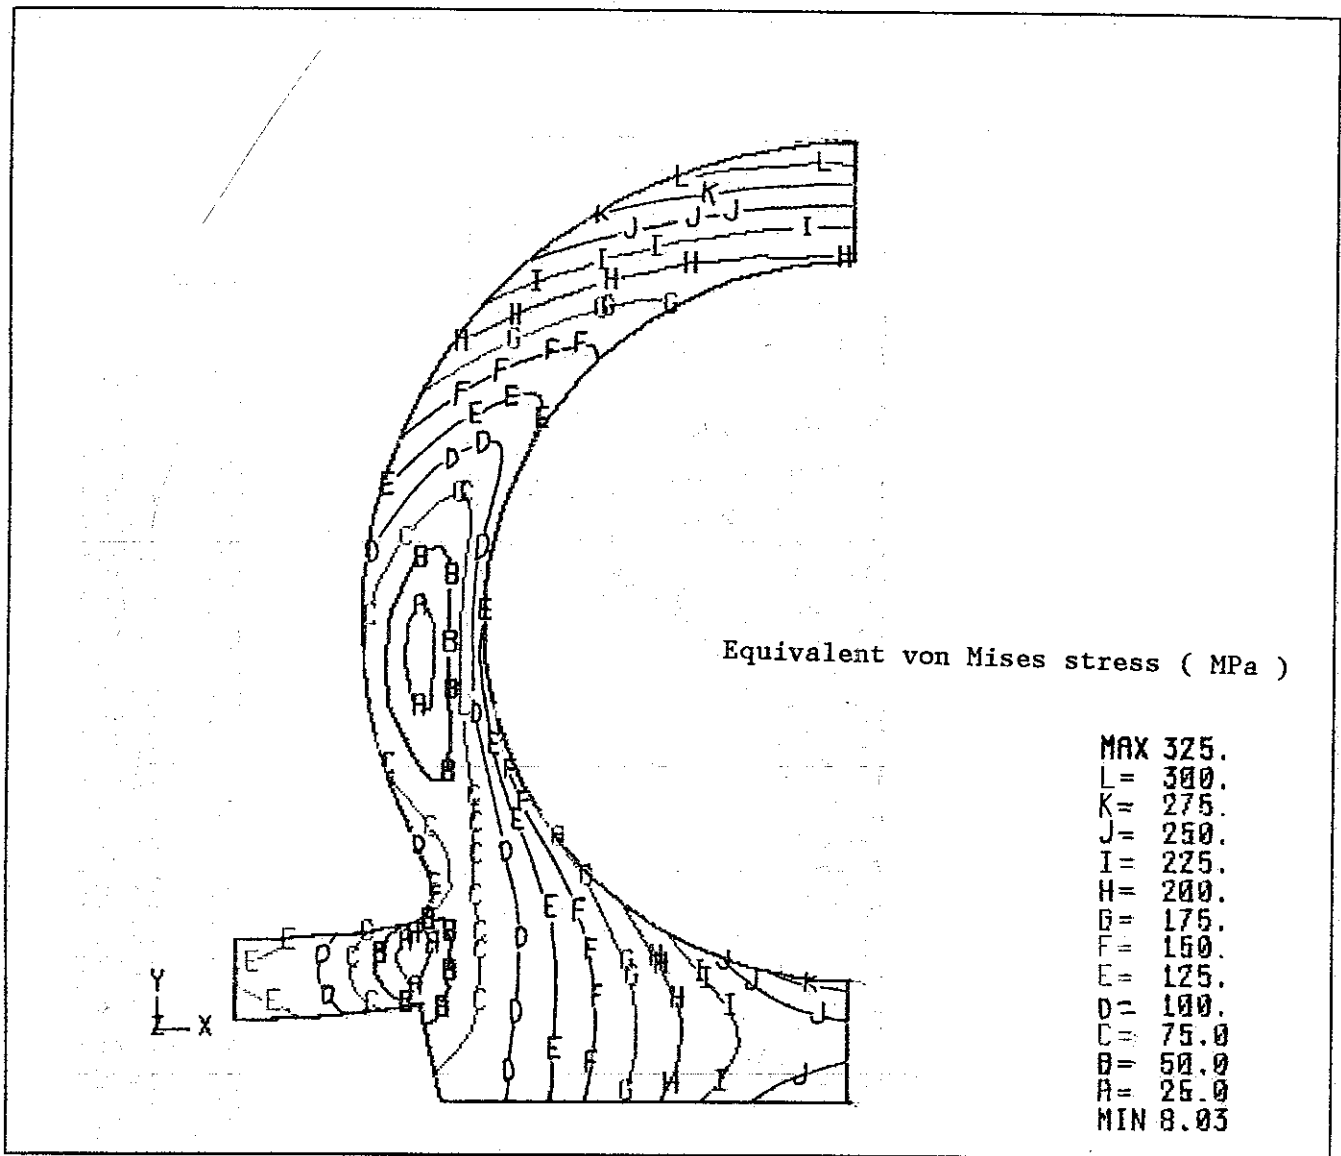 Equivalent von Mises stress ( MPa )
MAX 325.
L= 300.
K= 275.
J= 250.
I= 225.
H= 200.
G= 175.
F= 150.
E= 125.
D= 100.
C= 75.0
B= 50.0
A= 25.0
MIN 8.03
Y
Z X